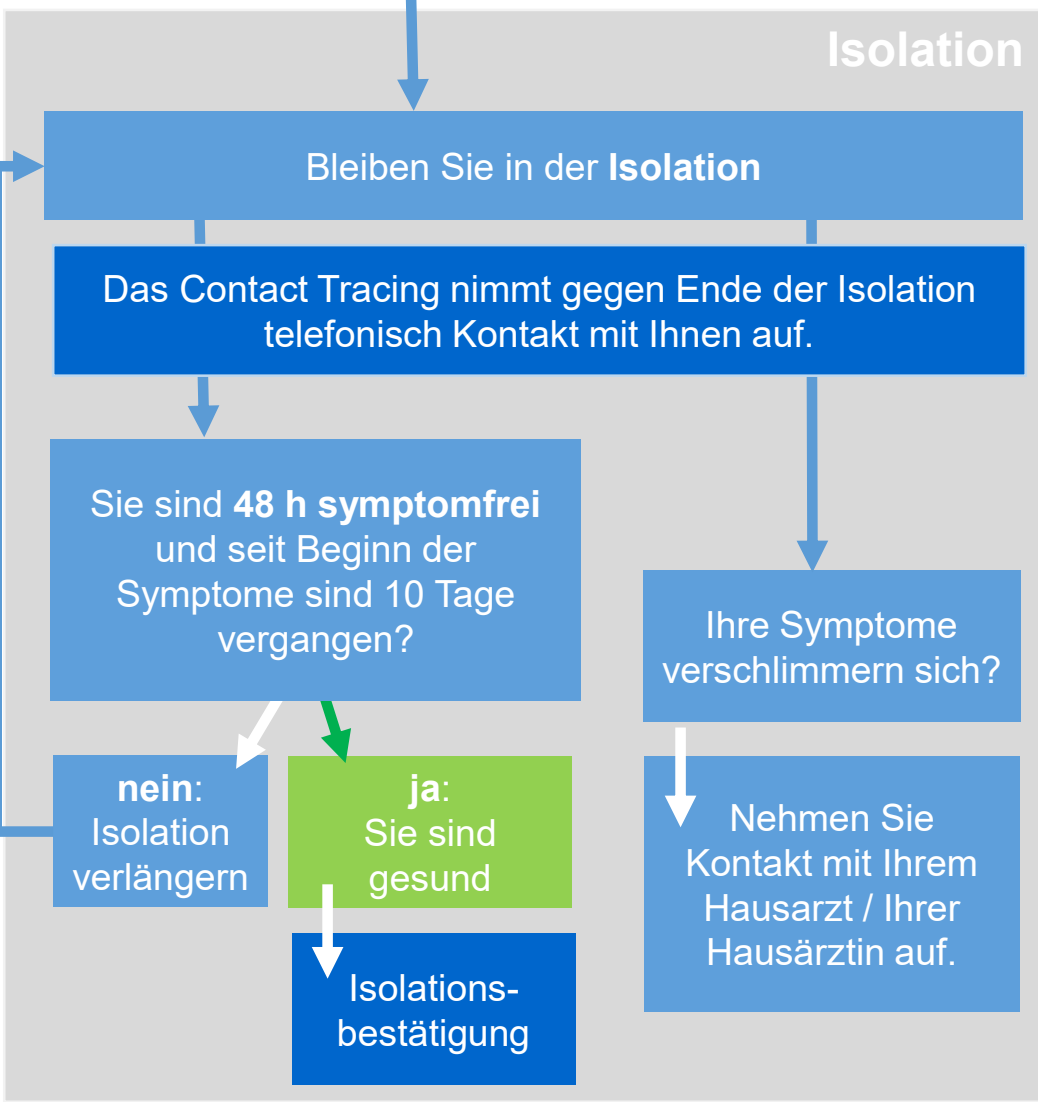 Isolation
Bleiben Sie in der Isolation
Das Contact Tracing nimmt gegen Ende der Isolation
telefonisch Kontakt mit Ihnen auf.
Sie sind 48 h symptomfrei
und seit Beginn der
Symptome sind 10 Tage
vergangen?
Ihre Symptome
verschlimmern sich?
nein:
Isolation
verlängern
ja:
Sie sind
gesund
Nehmen Sie
Kontakt mit Ihrem
Hausarzt / Ihrer
Hausärztin auf.
Isolations-
bestätigung